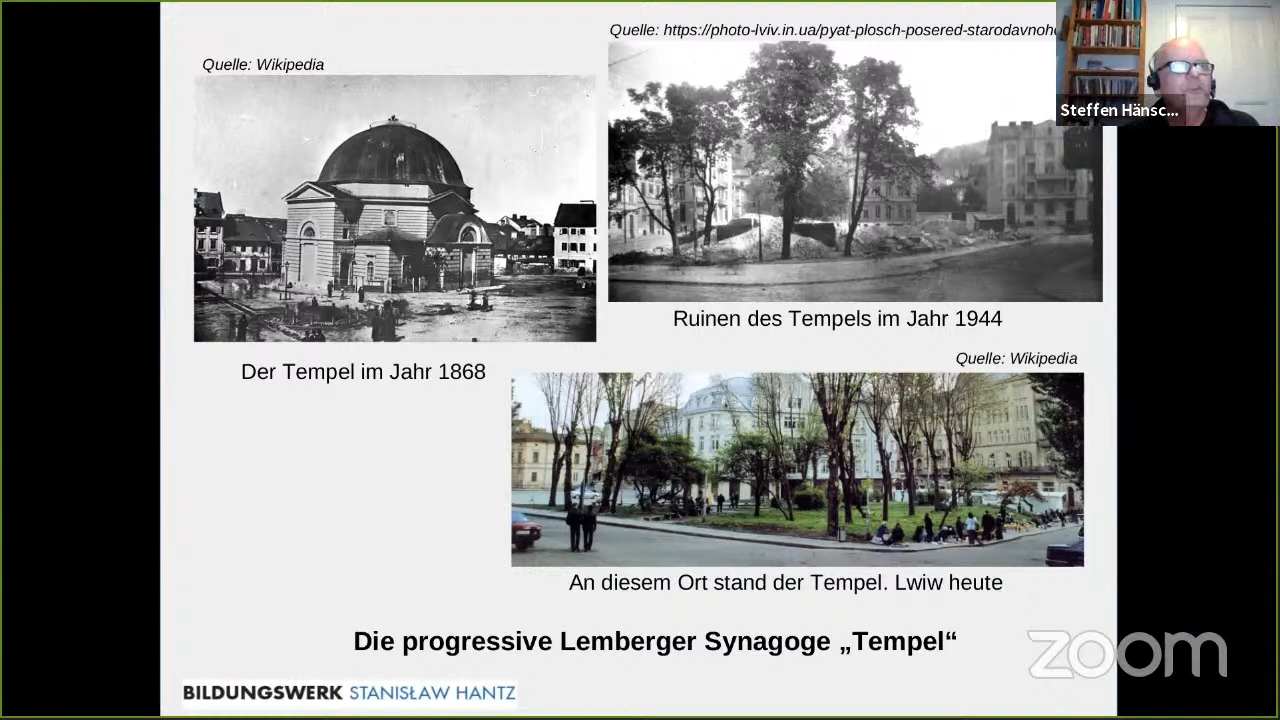 Quelle: https://photo-lviv.in.ua/pyat-plosch-posered-starodavnoho
Steffen Hänsc...
Quelle: Wikipedia
Ruinen des Tempels im Jahr 1944
Der Tempel im Jahr 1868
Quelle: Wikipedia
An diesem Ort stand der Tempel. Lwiw heute
Die progressive Lemberger Synagoge „Tempel“
zoom
BILDUNGSWERK STANISŁAW HANTZ